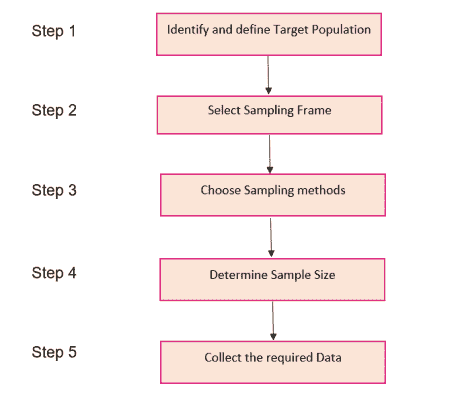 Step 1
Identify and define Target Population
Step 2
Select Sampling Frame
Step 3
Choose Sampling methods
Step 4
Determine Sample Size
Step 5
Collect the required Data